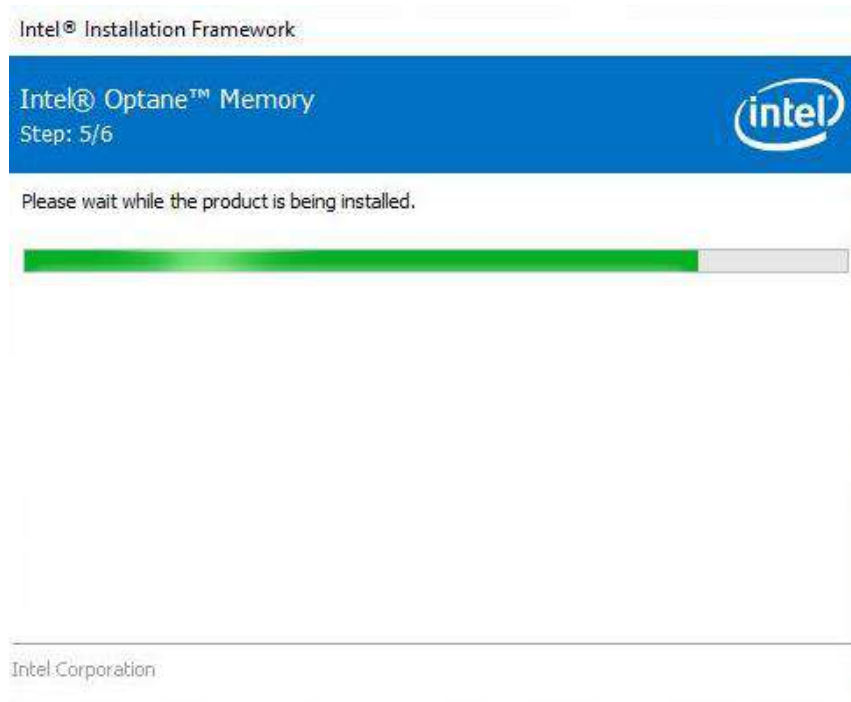 Intel® Installation Framework
Intel® Optane™ Memory
Step: 5/6
intel
Please wait while the product is being installed.
Intel Corporation